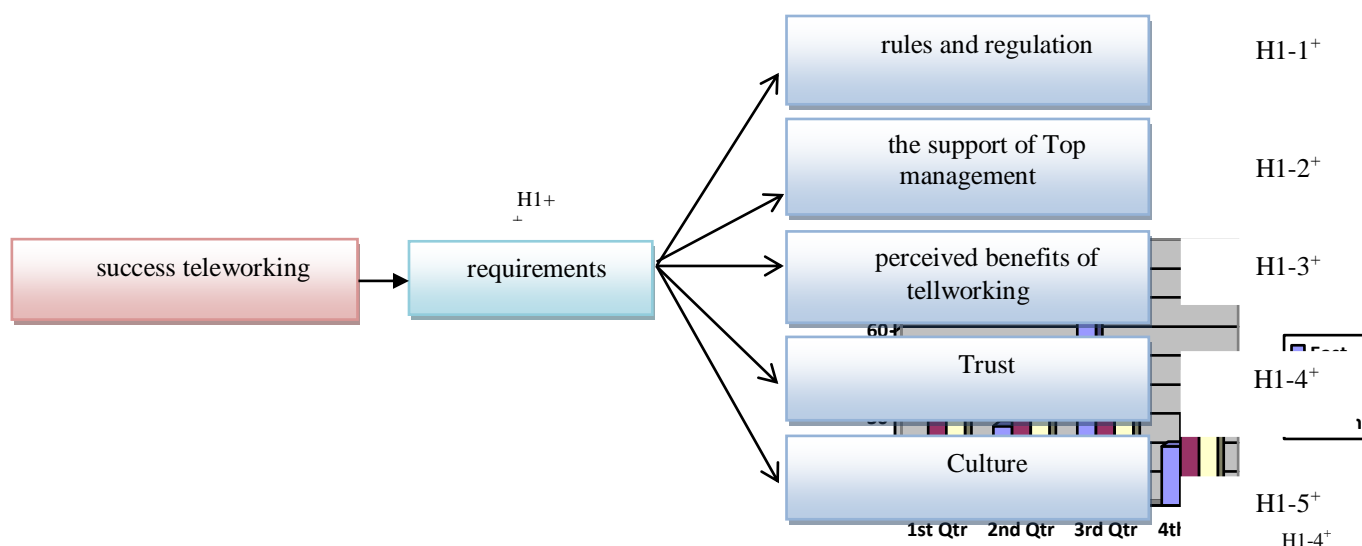 rules and regulation
H1-1+
the support of Top
management
H1-2+
H1+
+
success teleworking
requirements
perceived benefits of
tellworking
H1-3+
60
Trust
H1-4+
Culture
H1-5+
1st Qtr 2nd Qtr 3rd Qtr
H1-4+